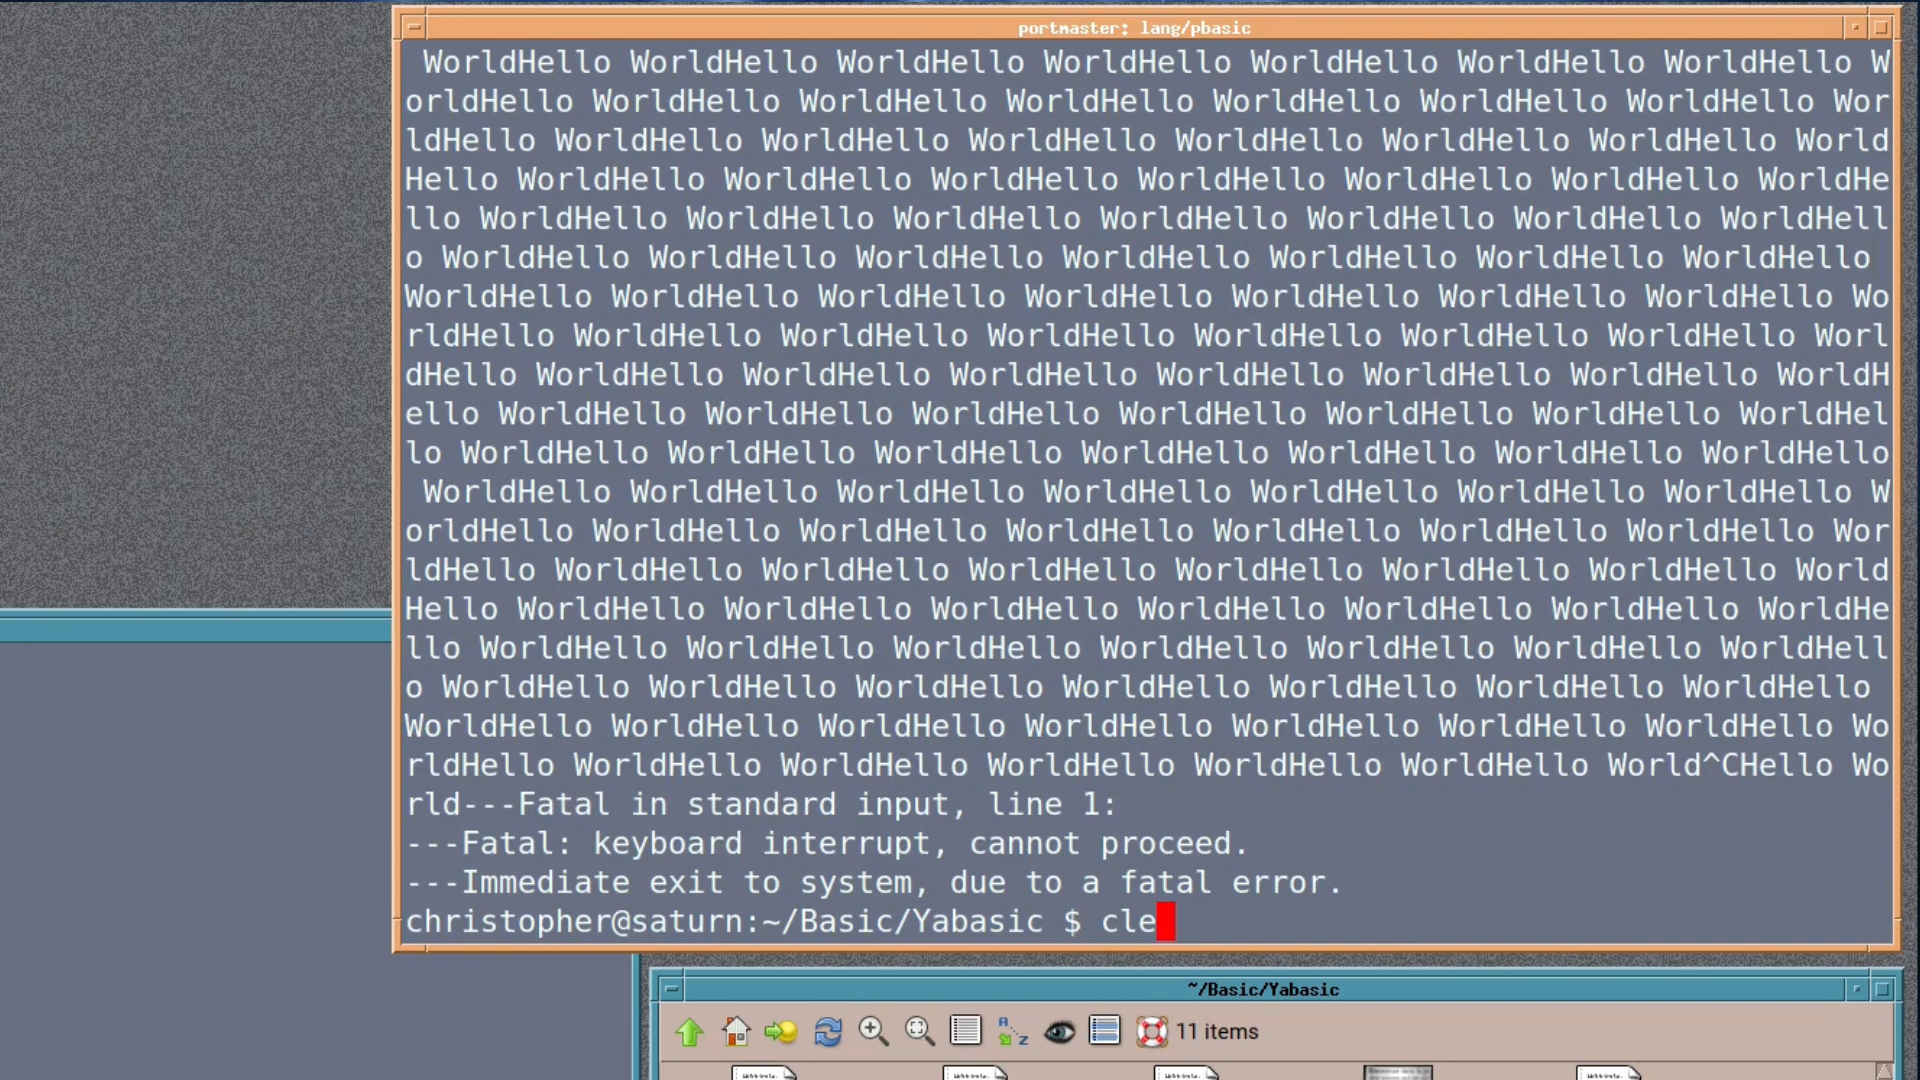 portmaster: lang/pbasic
 WorldHello WorldHello WorldHello WorldHello WorldHello WorldHello WorldHello W
orldHello WorldHello WorldHello WorldHello WorldHello WorldHello WorldHello Wor
ldHello WorldHello WorldHello WorldHello WorldHello WorldHello WorldHello World
Hello WorldHello WorldHello WorldHello WorldHello WorldHello WorldHello WorldHe
llo WorldHello WorldHello WorldHello WorldHello WorldHello WorldHello WorldHell
o WorldHello WorldHello WorldHello WorldHello WorldHello WorldHello WorldHello
WorldHello WorldHello WorldHello WorldHello WorldHello WorldHello WorldHello Wo
rldHello WorldHello WorldHello WorldHello WorldHello WorldHello WorldHello Worl
dHello WorldHello WorldHello WorldHello WorldHello WorldHello WorldHello WorldH
ello WorldHello WorldHello WorldHello WorldHello WorldHello WorldHello WorldHel
lo WorldHello WorldHello WorldHello WorldHello WorldHello WorldHello WorldHello
 WorldHello WorldHello WorldHello WorldHello WorldHello WorldHello WorldHello W
orldHello WorldHello WorldHello WorldHello WorldHello WorldHello WorldHello Wor
ldHello WorldHello WorldHello WorldHello WorldHello WorldHello WorldHello World
Hello WorldHello WorldHello WorldHello WorldHello WorldHello WorldHello WorldHe
llo WorldHello WorldHello WorldHello WorldHello WorldHello WorldHello WorldHell
o WorldHello WorldHello WorldHello WorldHello WorldHello WorldHello WorldHello
WorldHello WorldHello WorldHello WorldHello WorldHello WorldHello WorldHello Wo
rldHello WorldHello WorldHello WorldHello WorldHello WorldHello World^CHello Wo
rld---Fatal in standard input, line 1:
---Fatal: keyboard interrupt, cannot proceed.
---Immediate exit to system, due to a fatal error.
christopher@saturn:~/Basic/Yabasic $ cle
~/Basic/Yabasic
11 items